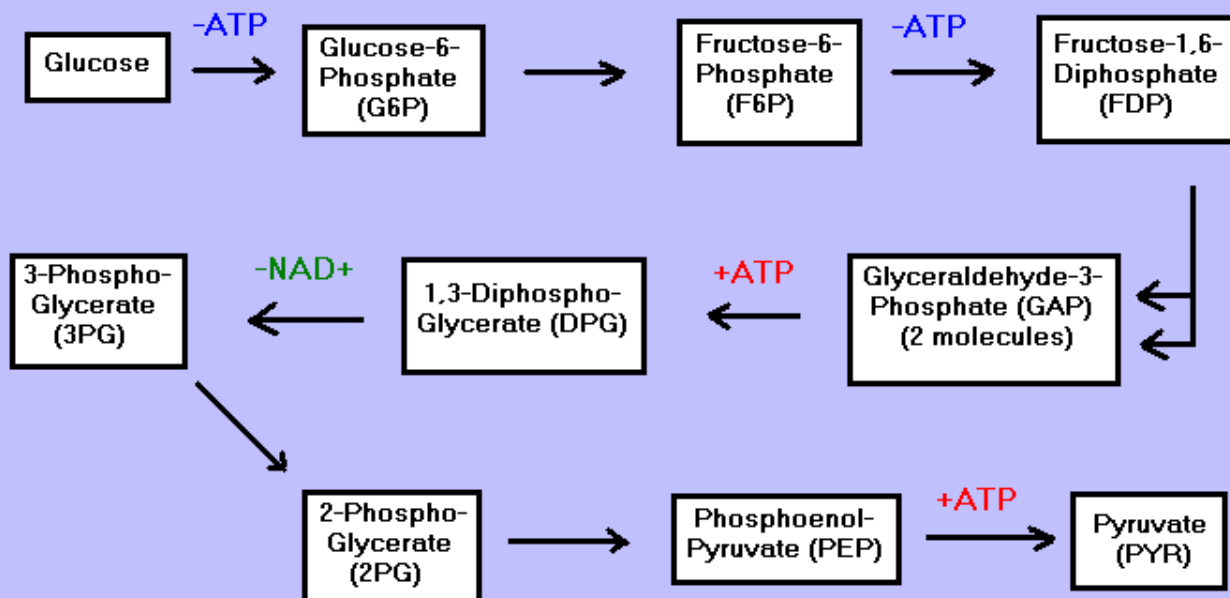 -ATP
-ATP
Glucose
Glucose-6-
Phosphate
(G6P)
Fructose-6-
Phosphate
(F6P)
Fructose-1,6-
Diphosphate
(FDP)
3-Phospho-
Glycerate
(3PG)
-NAD+
1,3-Diphospho-
Glycerate (DPG)
+ATP
Glyceraldehyde-3-
Phosphate (GAP)
(2 molecules)
2-Phospho-
Glycerate
(2PG)
Phosphoenol-
Pyruvate (PEP)
+ATP
Pyruvate
(PYR)